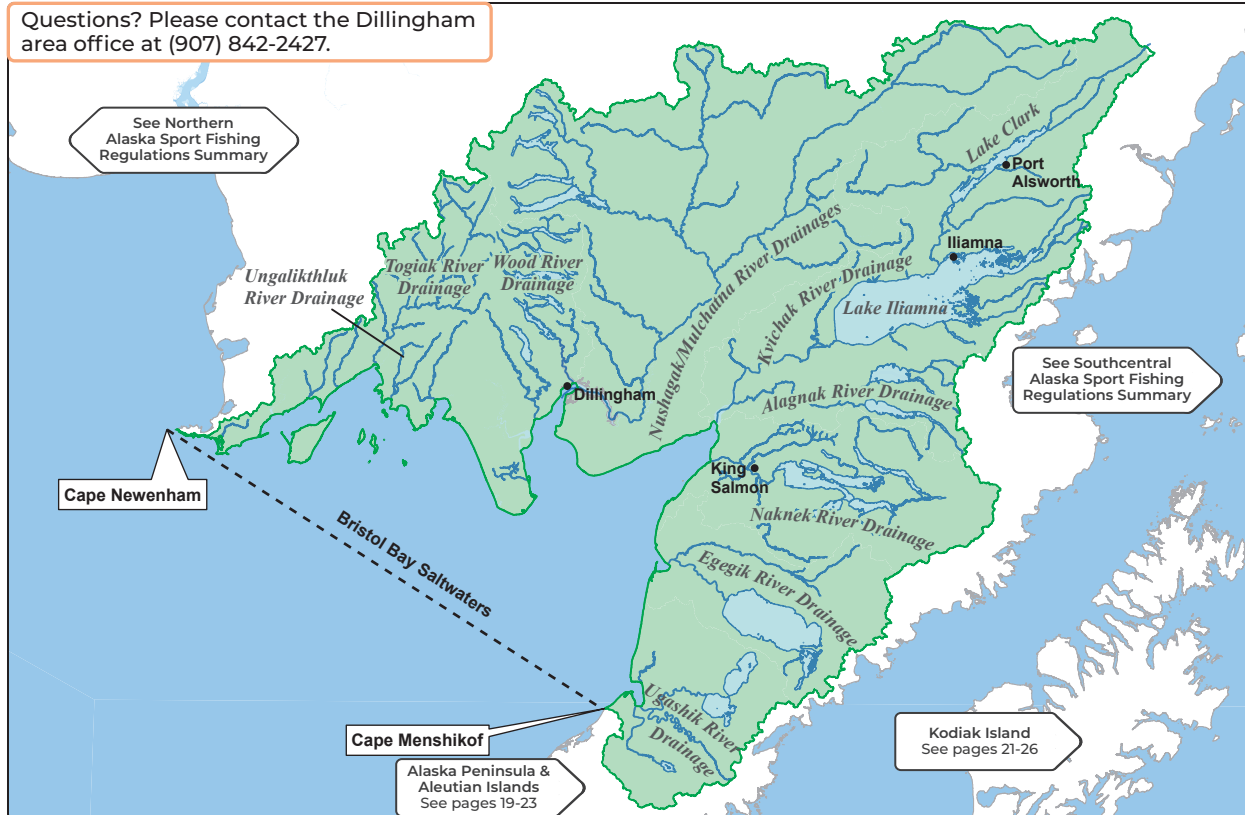 Questions? Please contact the Dillingham
area office at (907) 842-2427.
See Northern
Alaska Sport Fishing
Regulations Summary
Lake Clark
Port
Alsworth
Iliamna
Ungalikthluk
River Drainage
Togiak River
Drainage
Wood River
Drainage
Nushagak/Mulchatna River Drainages
Kvichak River Drainage
Lake Iliamna
See Southcentral
Alaska Sport Fishing
Regulations Summary
Dillingham
Alagnak River Drainage
Cape Newenham
King
Salmon
Naknek River Drainage
Bristol Bay Saltwaters
Egegik River Drainage
Ugashik River
Drainage
Cape Menshikof
Kodiak Island
See pages 21-26
Alaska Peninsula &
Aleutian Islands
See pages 19-23